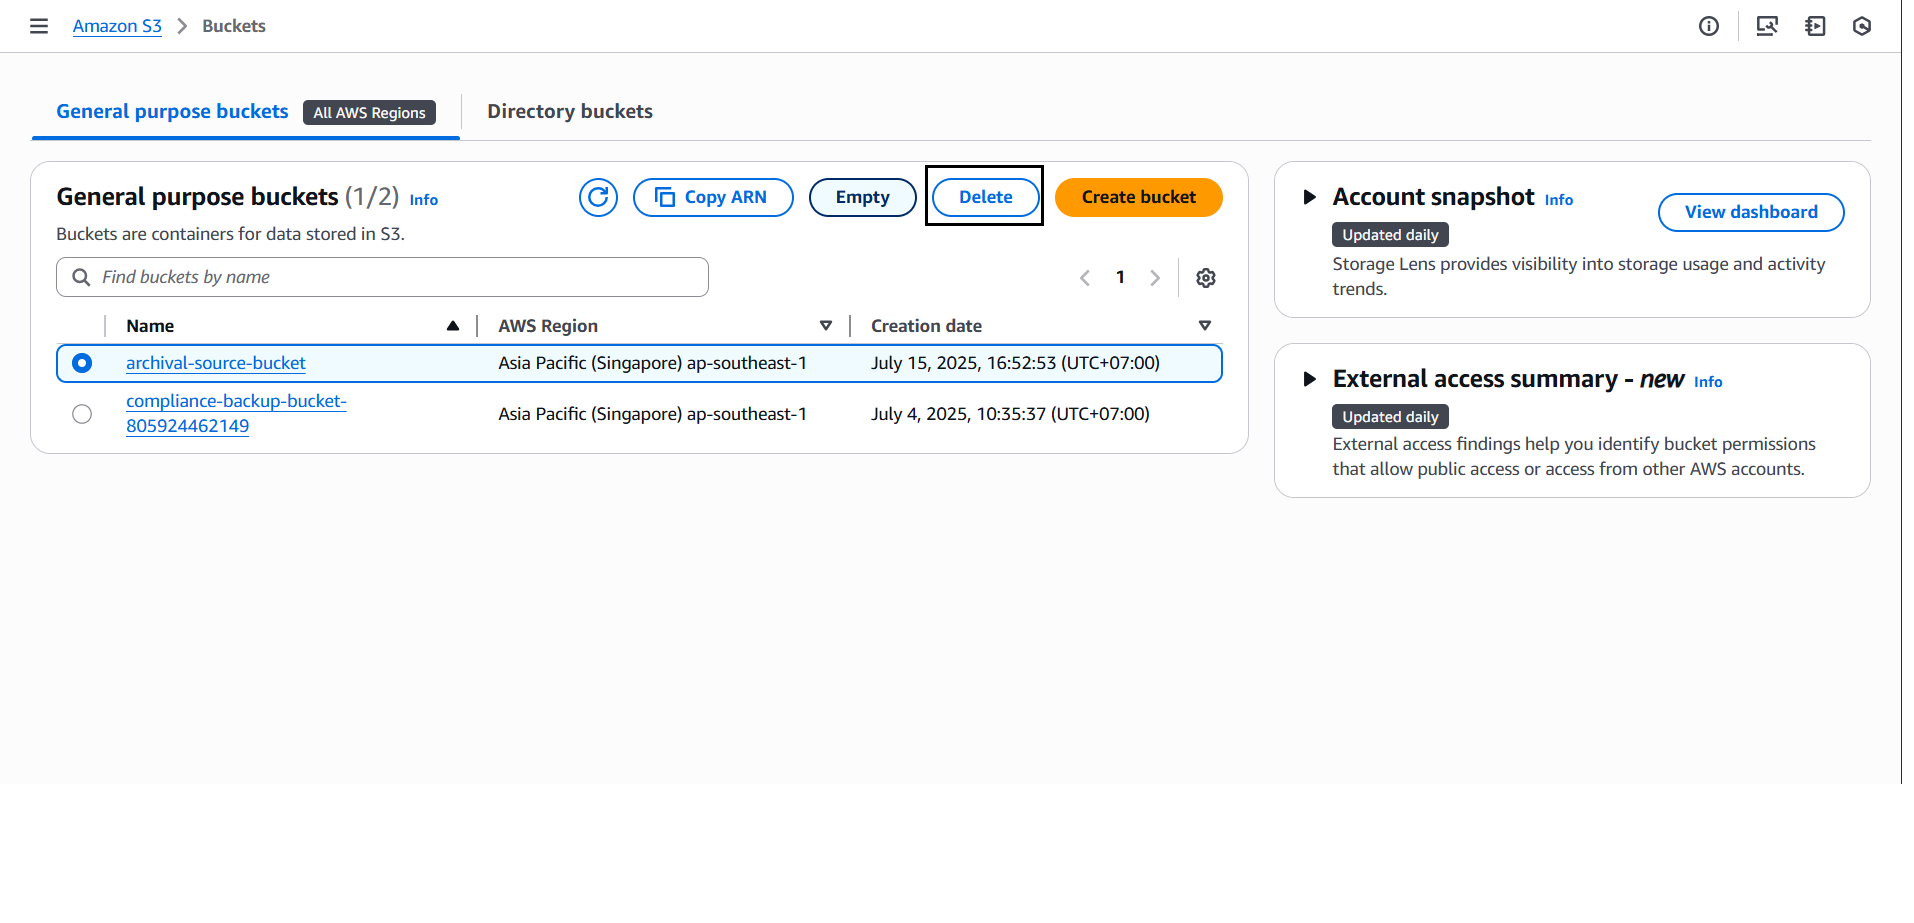 Amazon S3 > Buckets
General purpose buckets All AWS Regions Directory buckets
General purpose buckets (1/2) Info
Copy ARN Empty Delete Create bucket
Buckets are containers for data stored in S3.
Find buckets by name
1
Name AWS Region Creation date
archival-source-bucket Asia Pacific (Singapore) ap-southeast-1 July 15, 2025, 16:52:53 (UTC+07:00)
compliance-backup-bucket-
805924462149 Asia Pacific (Singapore) ap-southeast-1 July 4, 2025, 10:35:37 (UTC+07:00)
Account snapshot Info
View dashboard
Updated daily
Storage Lens provides visibility into storage usage and activity
trends.
External access summary - new Info
Updated daily
External access findings help you identify bucket permissions
that allow public access or access from other AWS accounts.